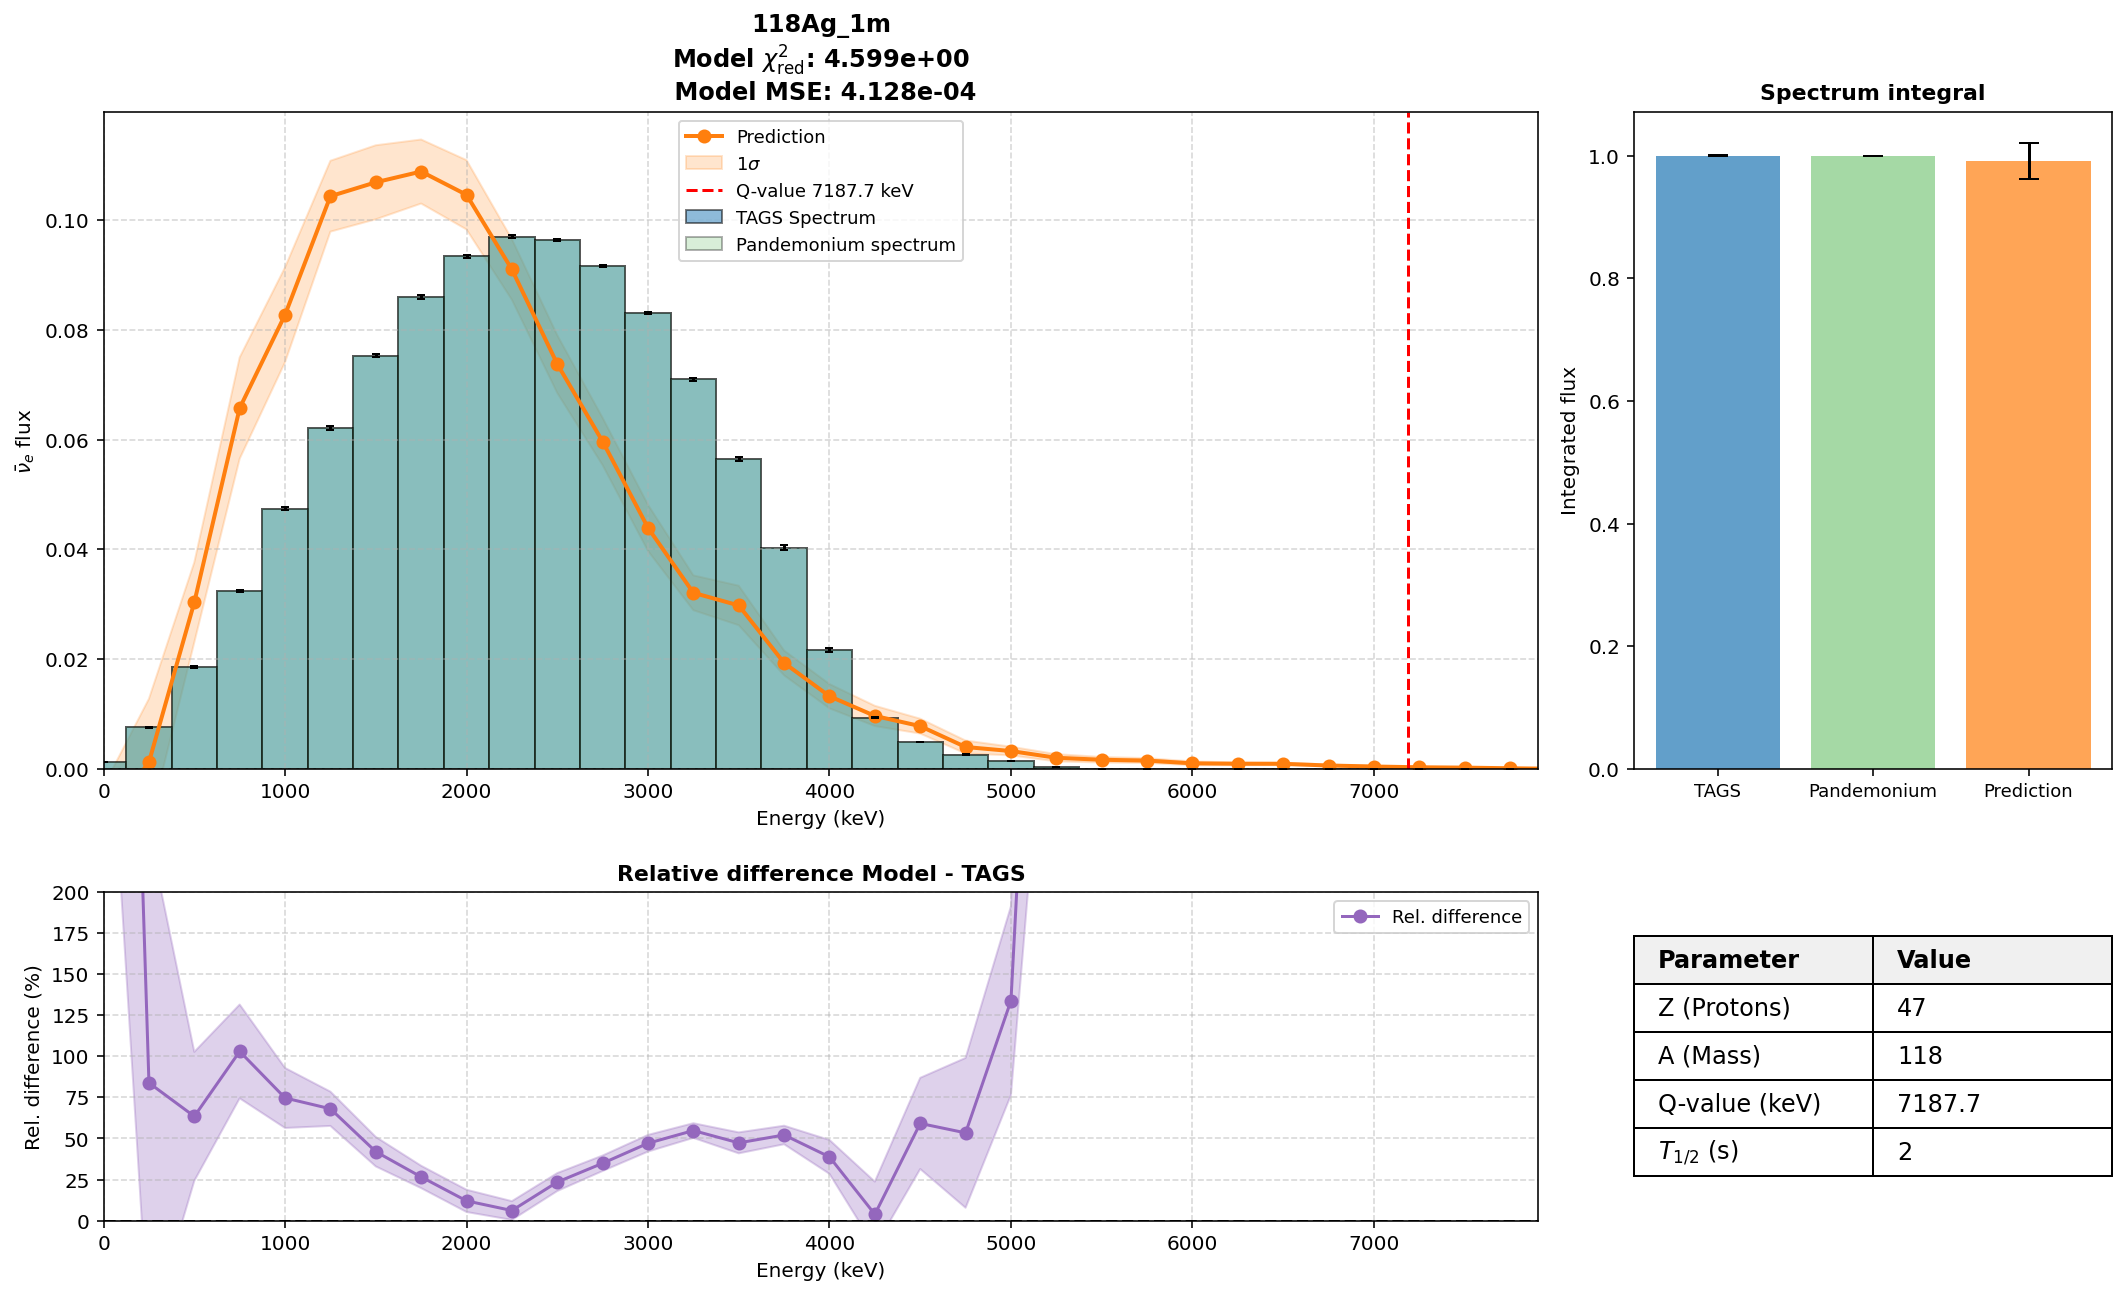 118Ag_1m
Model χ²red: 4.599e+00
Model MSE: 4.128e-04
Prediction
1σ
Q-value 7187.7 keV
TAGS Spectrum
Pandemonium spectrum
ν̄e flux
0.00
0.02
0.04
0.06
0.08
0.10
0 1000 2000 3000 4000 5000 6000 7000
Energy (keV)
Spectrum integral
Integrated flux
0.0
0.2
0.4
0.6
0.8
1.0
TAGS Pandemonium Prediction
Relative difference Model - TAGS
Rel. difference
Rel. difference (%)
200
175
150
125
100
75
50
25
0
0 1000 2000 3000 4000 5000 6000 7000
Energy (keV)
Parameter Value
Z (Protons) 47
A (Mass) 118
Q-value (keV) 7187.7
T1/2 (s) 2